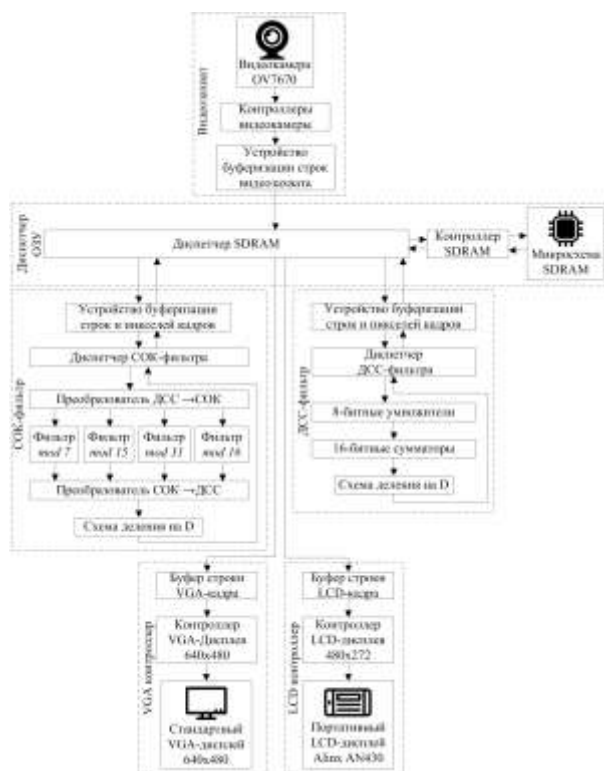 Видеозахват
Видеокамера
OV7670
Контроллеры
видеокамеры
Устройство
буферизации строк
видеозахвата
Диспетчер
ОЗУ
Диспетчер SDRAM
Контроллер
SDRAM
Микросхема
SDRAM
СОК-фильтр
Устройство буферизации
строк и пикселей кадров
Диспетчер СОК-фильтра
Преобразователь ДСС →СОК
Фильтр
mod 7
Фильтр
mod 15
Фильтр
mod 11
Фильтр
mod 16
Преобразователь СОК →ДСС
Схема деления на D
ДСС-фильтр
Устройство буферизации
строк и пикселей кадров
Диспетчер
ДСС-фильтра
8-битные умножители
16-битные сумматоры
Схема деления на D
VGA контроллер
Буфер строки
VGA-кадра
Контроллер
VGA-Дисплея
640x480
Стандартный
VGA-дисплей
640x480
LCD контроллер
Буфер строки
LCD-кадра
Контроллер
LCD-дисплея
480x272
Портативный
LCD-дисплей
Alinx AN430